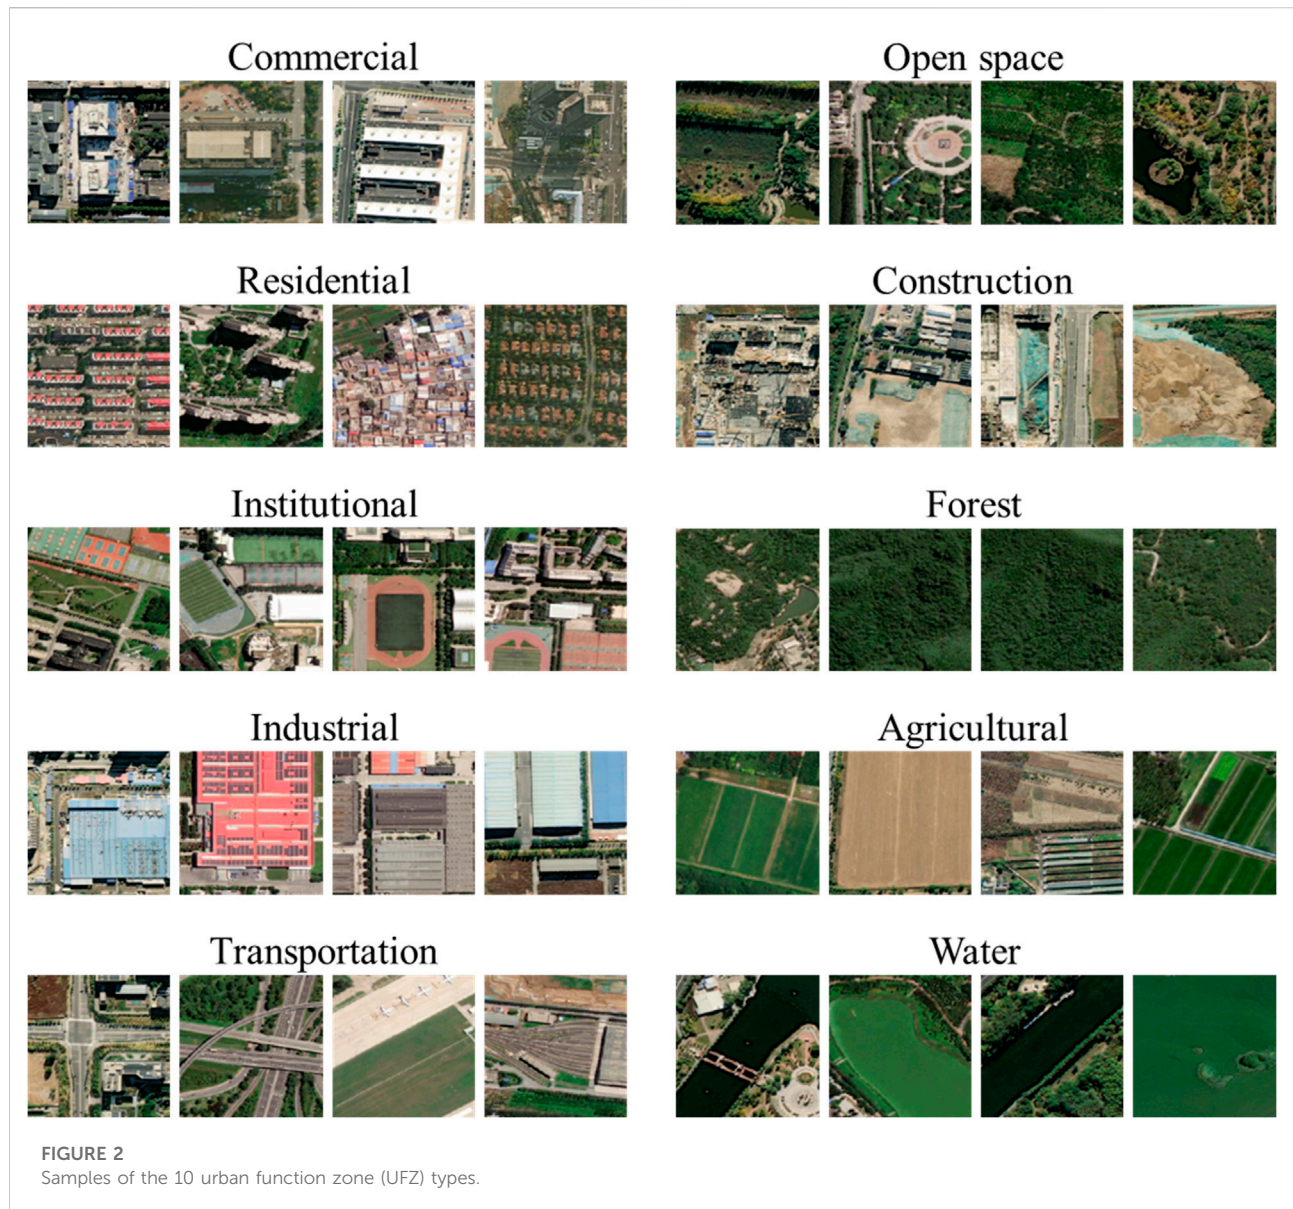 Commercial
Open space
Residential
Construction
Institutional
Forest
Industrial
Agricultural
Transportation
Water
FIGURE 2
Samples of the 10 urban function zone (UFZ) types.